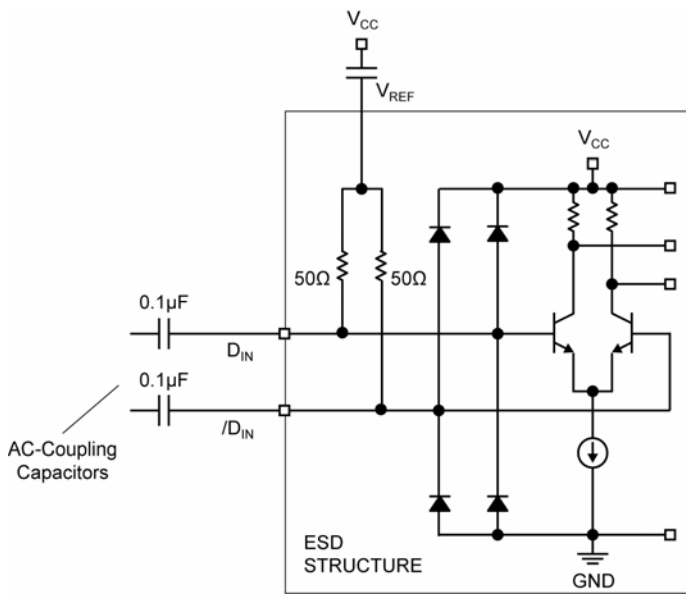 VCC
VREF
VCC
50Ω
50Ω
0.1µF
DIN
0.1µF
/DIN
AC-Coupling
Capacitors
ESD
STRUCTURE
GND